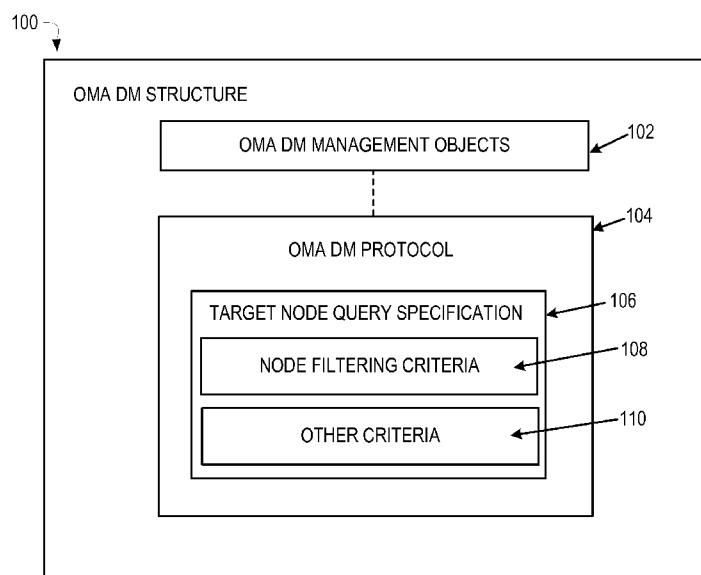 100
OMA DM STRUCTURE
OMA DM MANAGEMENT OBJECTS
102
104
OMA DM PROTOCOL
TARGET NODE QUERY SPECIFICATION
106
NODE FILTERING CRITERIA
108
OTHER CRITERIA
110